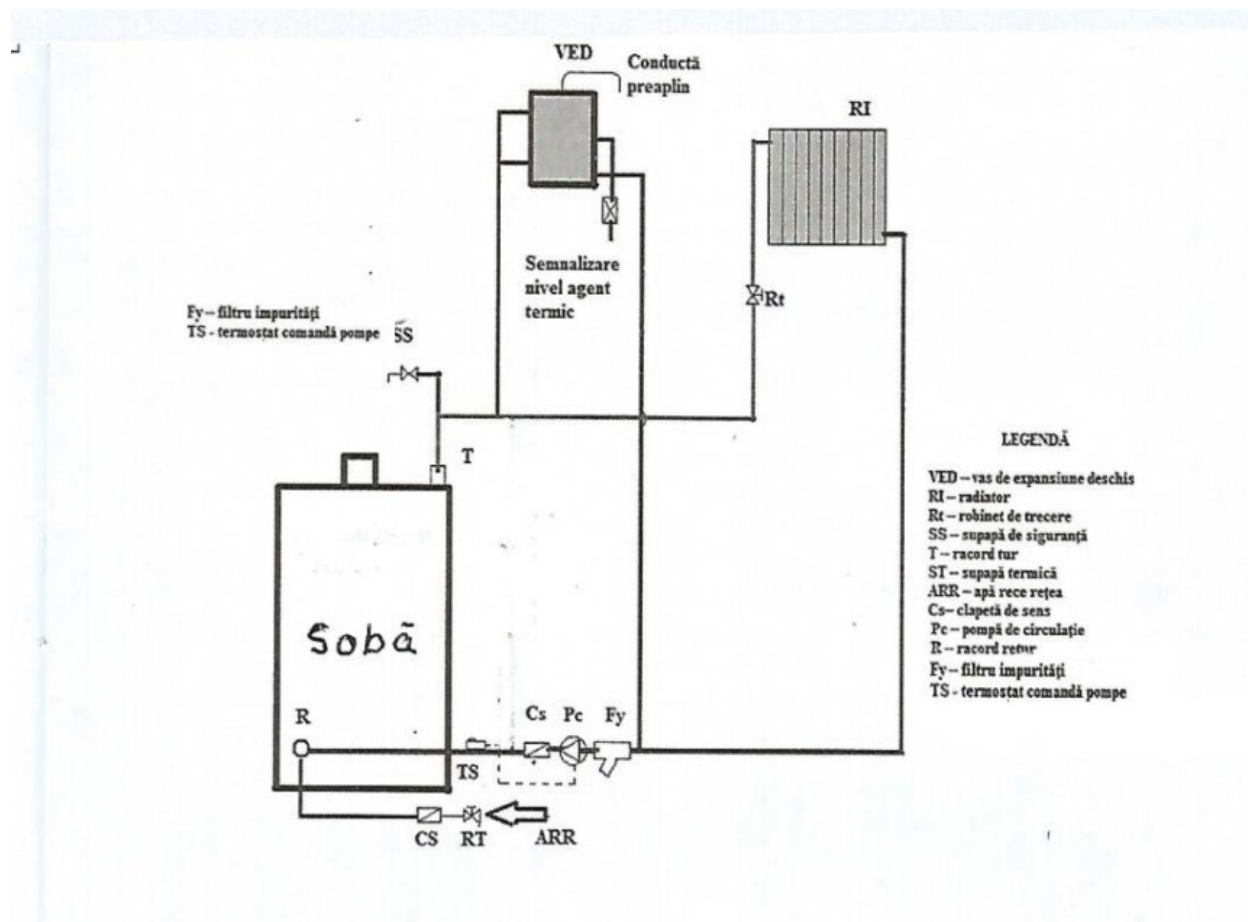 VED
Conductă
preaplin
RI
Semnalizare
nivel agent
termic
Rt
Fy – filtru impurități
TS - termostat comandă pompe
SS
T
LEGENDĂ
VED – vas de expansiune deschis
RI – radiator
Rt – robinet de trecere
SS – supapă de siguranță
T – racord tur
ST – supapă termică
ARR – apă rece rețea
Cs – clapetă de sens
Pc – pompă de circulație
R – racord retur
Fy – filtru impurități
TS - termostat comandă pompe
Sobă
R
Cs Pc Fy
TS
CS RT ARR